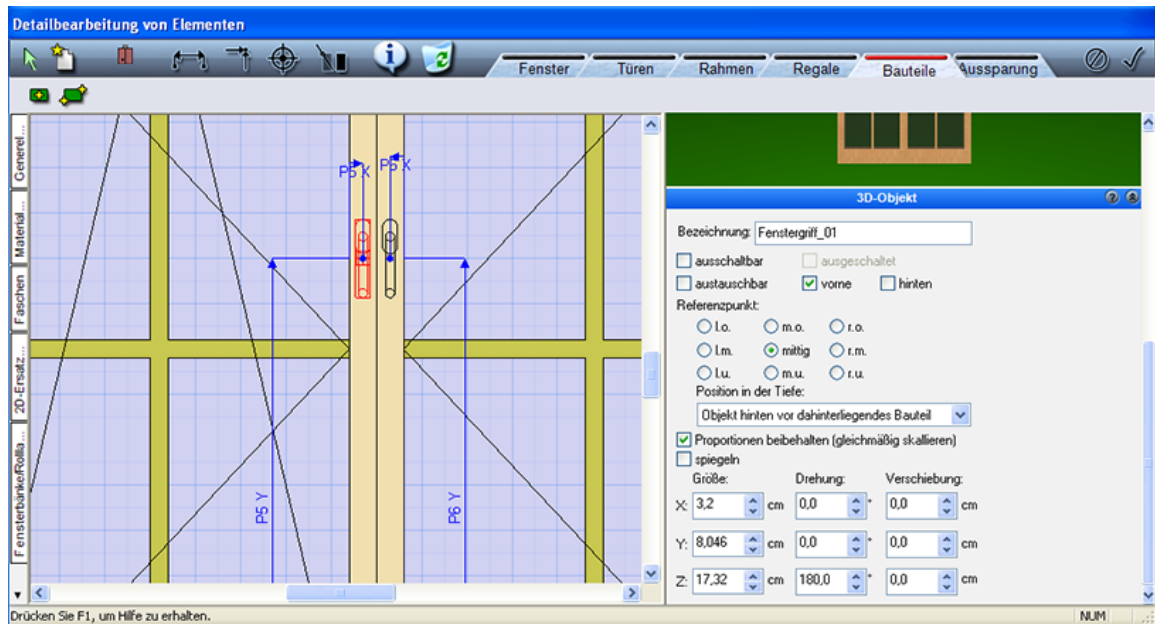 Detailbearbeitung von Elementen
Fenster Türen Rahmen Regale Bauteile Aussparung
Generel...
Material ...
Faschen
2D-Ersatz...
Fensterbänke/Rolla...
P5 X P6 X
P5 Y P6 Y
3D-Objekt
Bezeichnung: Fenstergriff_01
ausschaltbar ausgeschaltet
austauschbar vorne hinten
Referenzpunkt:
l.o. m.o. r.o.
l.m. mittig r.m.
l.u. m.u. r.u.
Position in der Tiefe:
Objekt hinten vor dahinterliegendes Bauteil
Proportionen beibehalten (gleichmäßig skallieren)
spiegeln
Größe: Drehung: Verschiebung:
X: 3,2 cm 0,0 ° 0,0 cm
Y: 8,046 cm 0,0 ° 0,0 cm
Z: 17,32 cm 180,0 ° 0,0 cm
Drücken Sie F1, um Hilfe zu erhalten. NUM